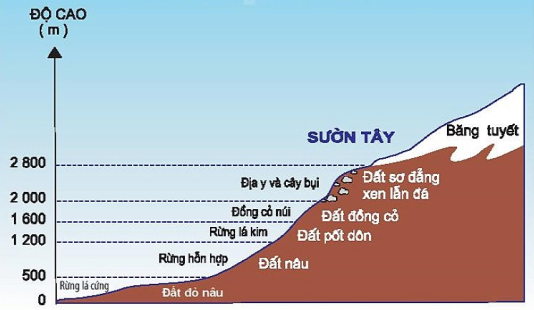 ĐỘ CAO
( m )
SƯỜN TÂY
Băng tuyết
2 800
Địa y và cây bụi
Đất sơ đẳng
xen lẫn đá
2 000
Đồng cỏ núi
Đất đồng cỏ
1 600
Rừng lá kim
Đất pốt dôn
1 200
Rừng hỗn hợp
Đất nâu
500
Rừng lá cứng
Đất đỏ nâu
0